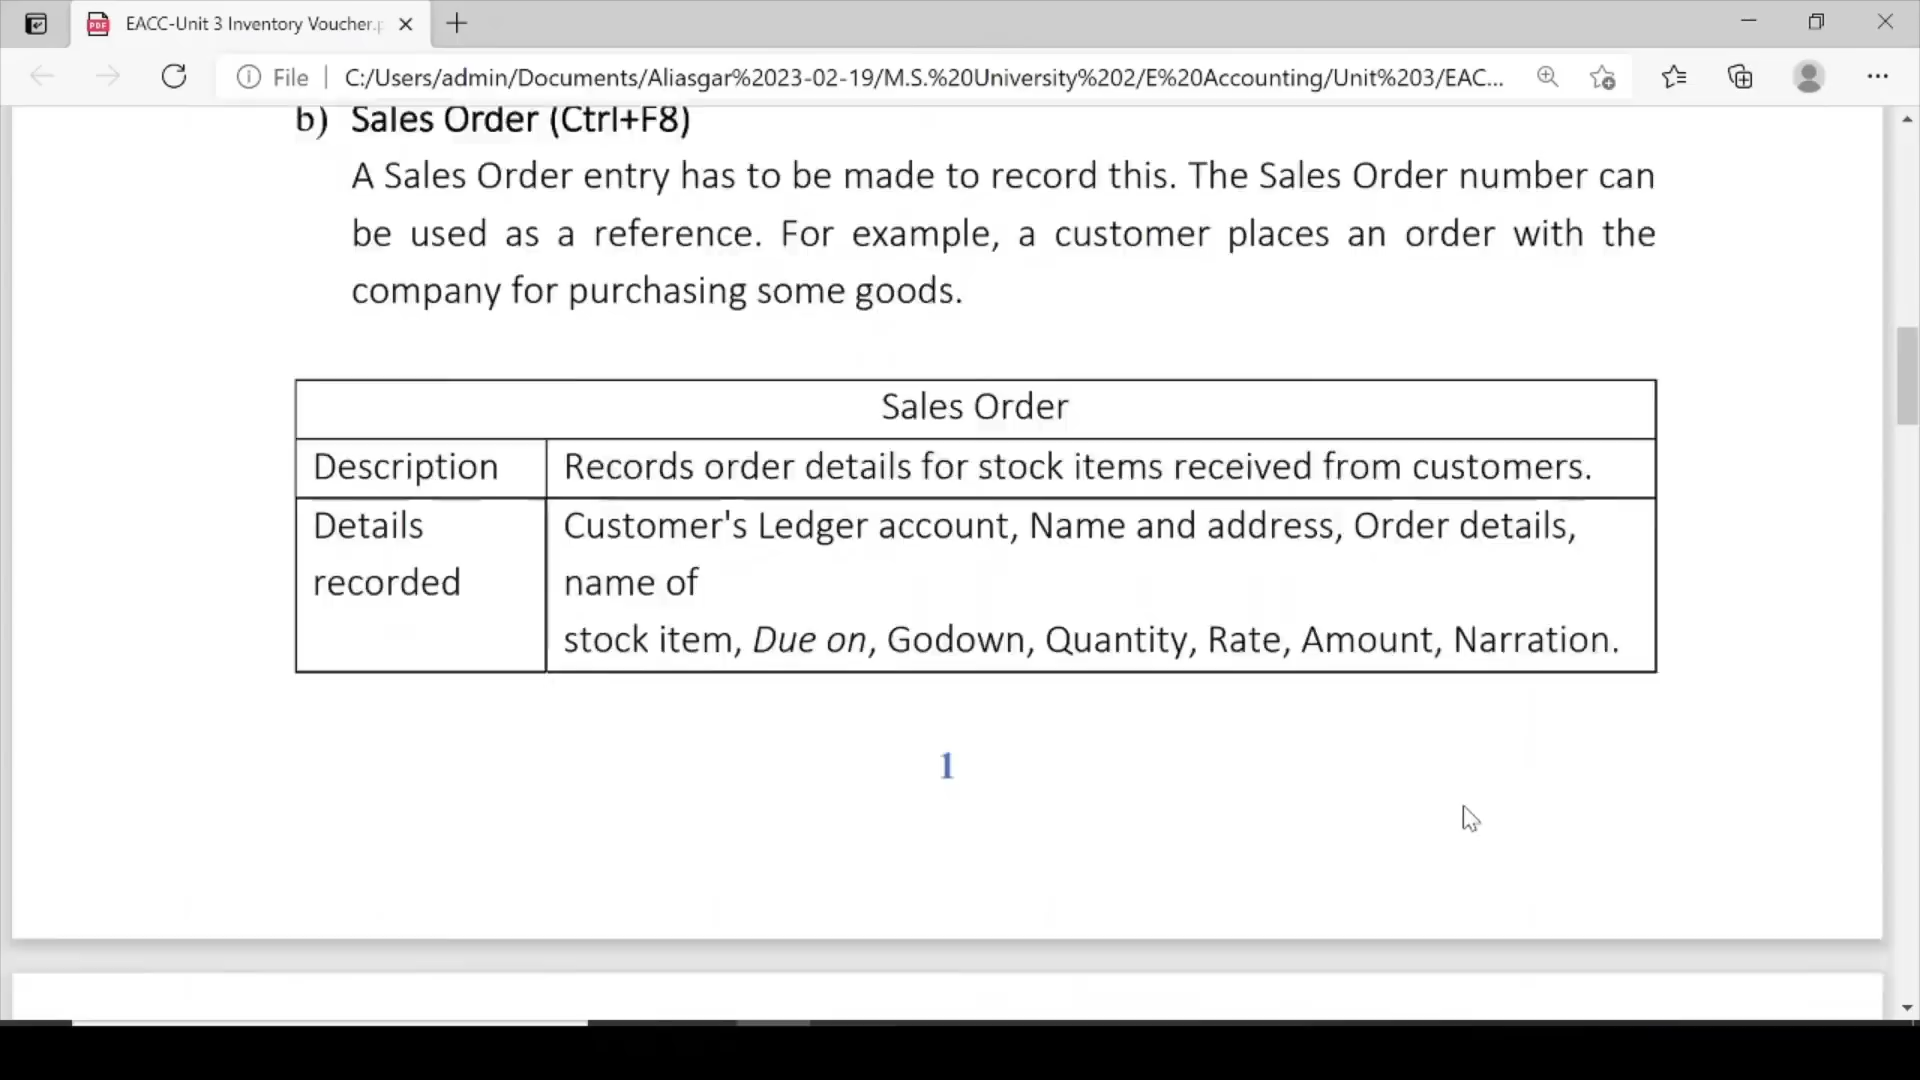 EACC-Unit 3 Inventory Voucher.p
File
C:/Users/admin/Documents/Aliasgar%2023-02-19/M.S.%20University%202/E%20Accounting/Unit%203/EAC...
b) Sales Order (Ctrl+F8)
A Sales Order entry has to be made to record this. The Sales Order number can
be used as a reference. For example, a customer places an order with the
company for purchasing some goods.
Sales Order
Description
Records order details for stock items received from customers.
Details
recorded
Customer's Ledger account, Name and address, Order details,
name of
stock item, Due on, Godown, Quantity, Rate, Amount, Narration.
1